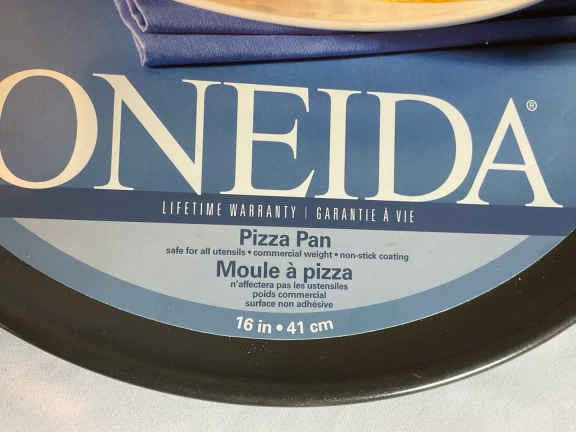 ONEIDA®
LIFETIME WARRANTY | GARANTIE À VIE
Pizza Pan
safe for all utensils • commercial weight • non-stick coating
Moule à pizza
n'affectera pas les ustensiles
poids commercial
surface non adhésive
16 in • 41 cm